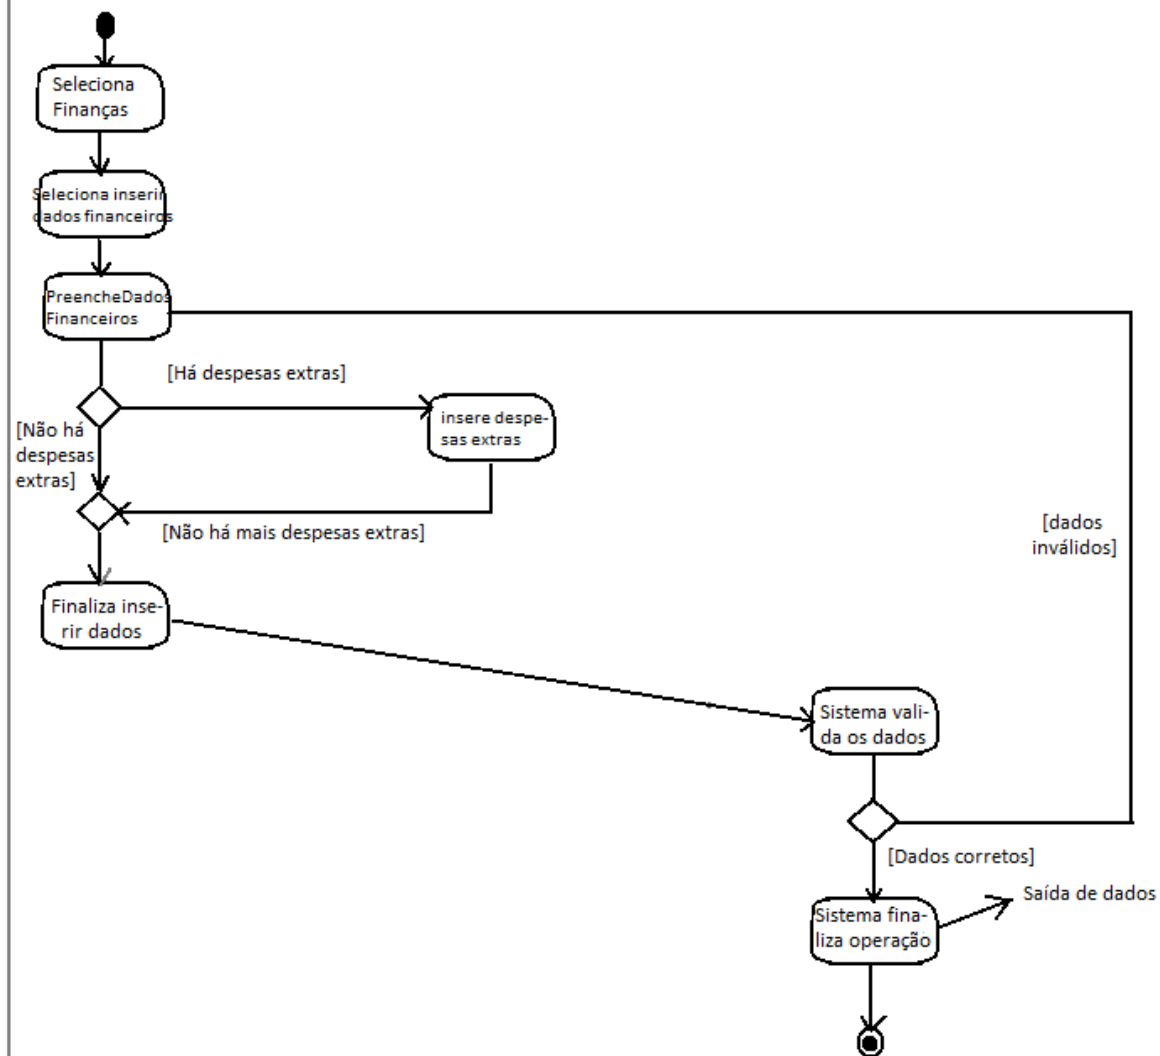 Seleciona
Finanças
Seleciona inserir
dados financeiros
PreencheDados
Financeiros
[Há despesas extras]
insere despe-
sas extras
[Não há
despesas
extras]
[Não há mais despesas extras]
[dados
inválidos]
Finaliza inse-
rir dados
Sistema vali-
da os dados
[Dados corretos]
Saída de dados
Sistema fina-
liza operação